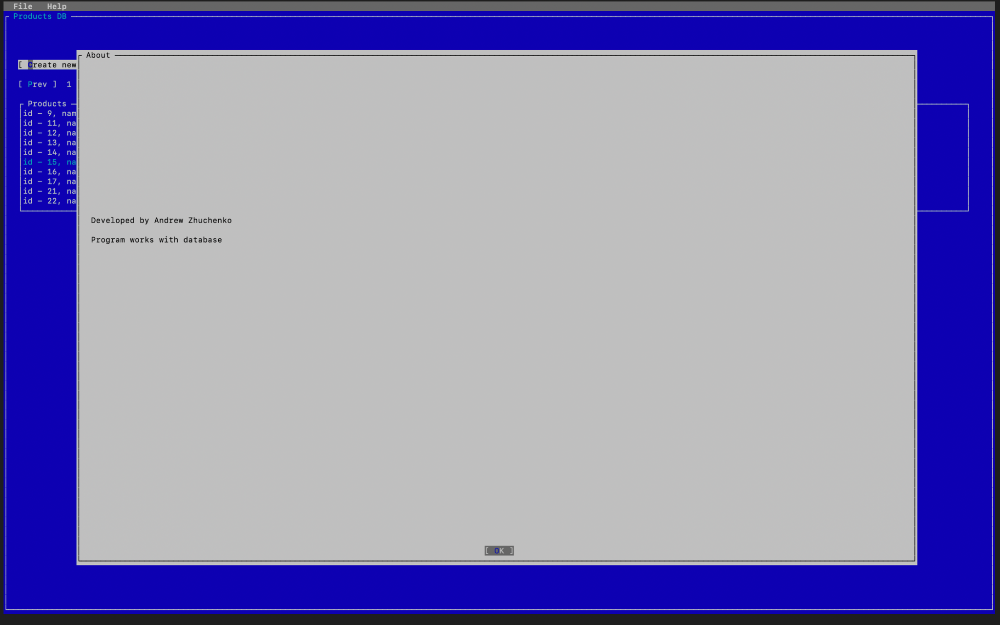 File Help
Products DB
About
[ Create new
[ Prev ] 1
Products
id - 9, nam
id - 11, na
id - 12, na
id - 13, na
id - 14, na
id - 15, na
id - 16, na
id - 17, na
id - 21, na
id - 22, na
Developed by Andrew Zhuchenko
Program works with database
[ OK ]